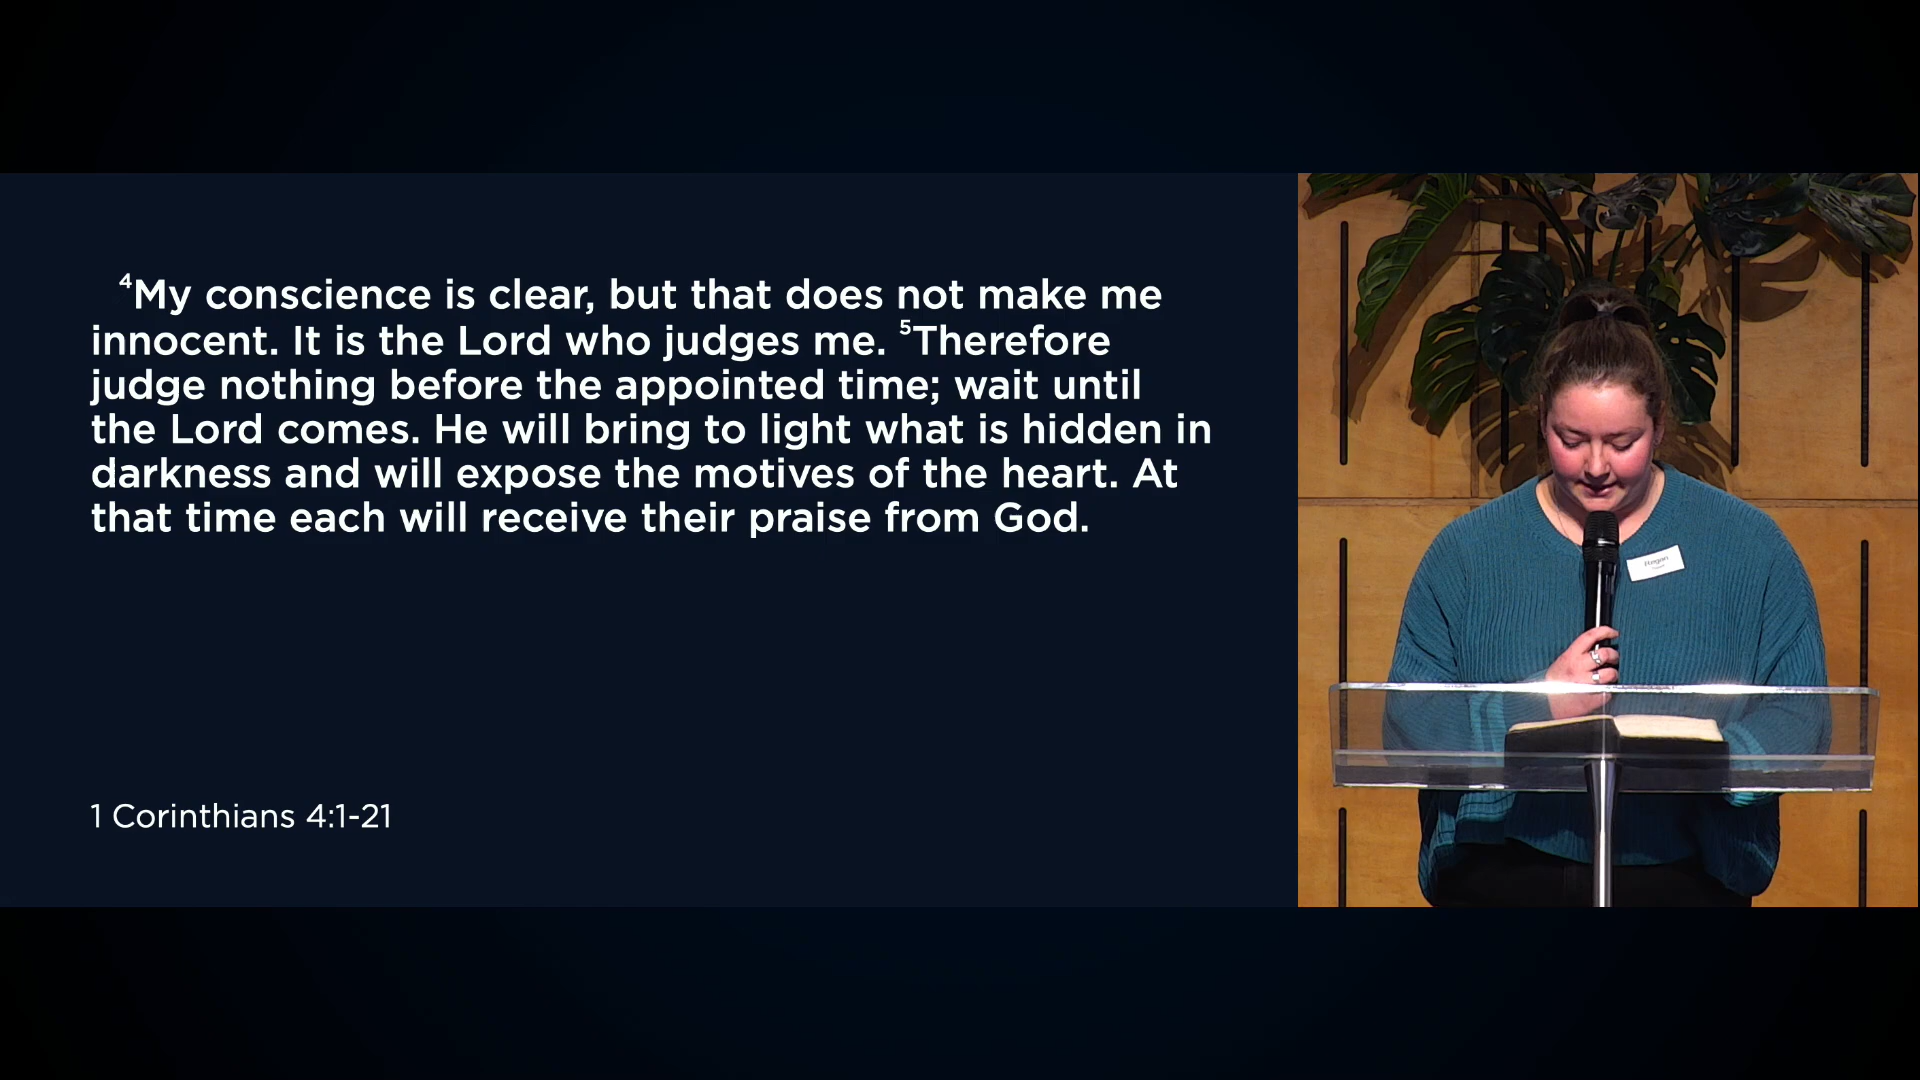 ⁴My conscience is clear, but that does not make me
innocent. It is the Lord who judges me. ⁵Therefore
judge nothing before the appointed time; wait until
the Lord comes. He will bring to light what is hidden in
darkness and will expose the motives of the heart. At
that time each will receive their praise from God.
1 Corinthians 4:1-21
Regan